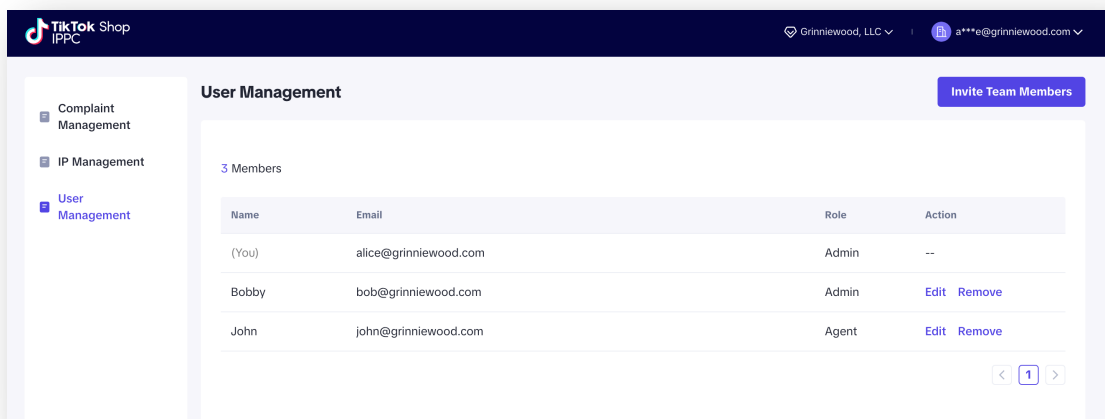 TikTok Shop
IPPC
Grinniewood, LLC
a***e@grinniewood.com
Complaint
Management
IP Management
User
Management
User Management
Invite Team Members
3 Members
Name Email Role Action
(You) alice@grinniewood.com Admin --
Bobby bob@grinniewood.com Admin Edit Remove
John john@grinniewood.com Agent Edit Remove
1